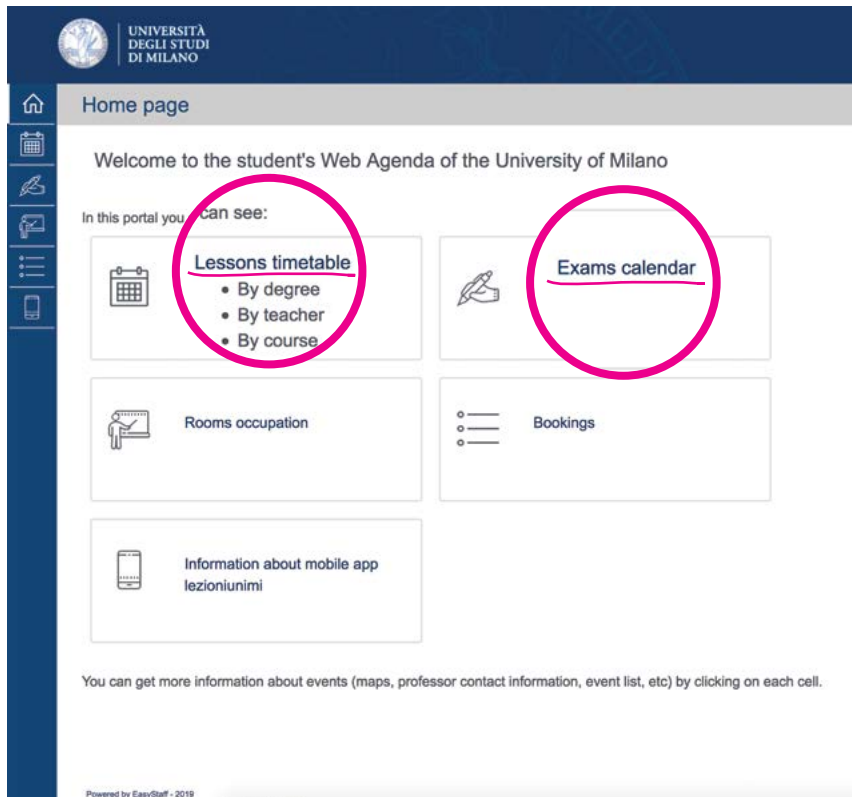 UNIVERSITÀ
DEGLI STUDI
DI MILANO
Home page
Welcome to the student's Web Agenda of the University of Milano
In this portal you can see:
Lessons timetable
• By degree
• By teacher
• By course
Exams calendar
Rooms occupation
Bookings
Information about mobile app
lezioniunimi
You can get more information about events (maps, professor contact information, event list, etc) by clicking on each cell.
Powered by EasyStaff - 2019